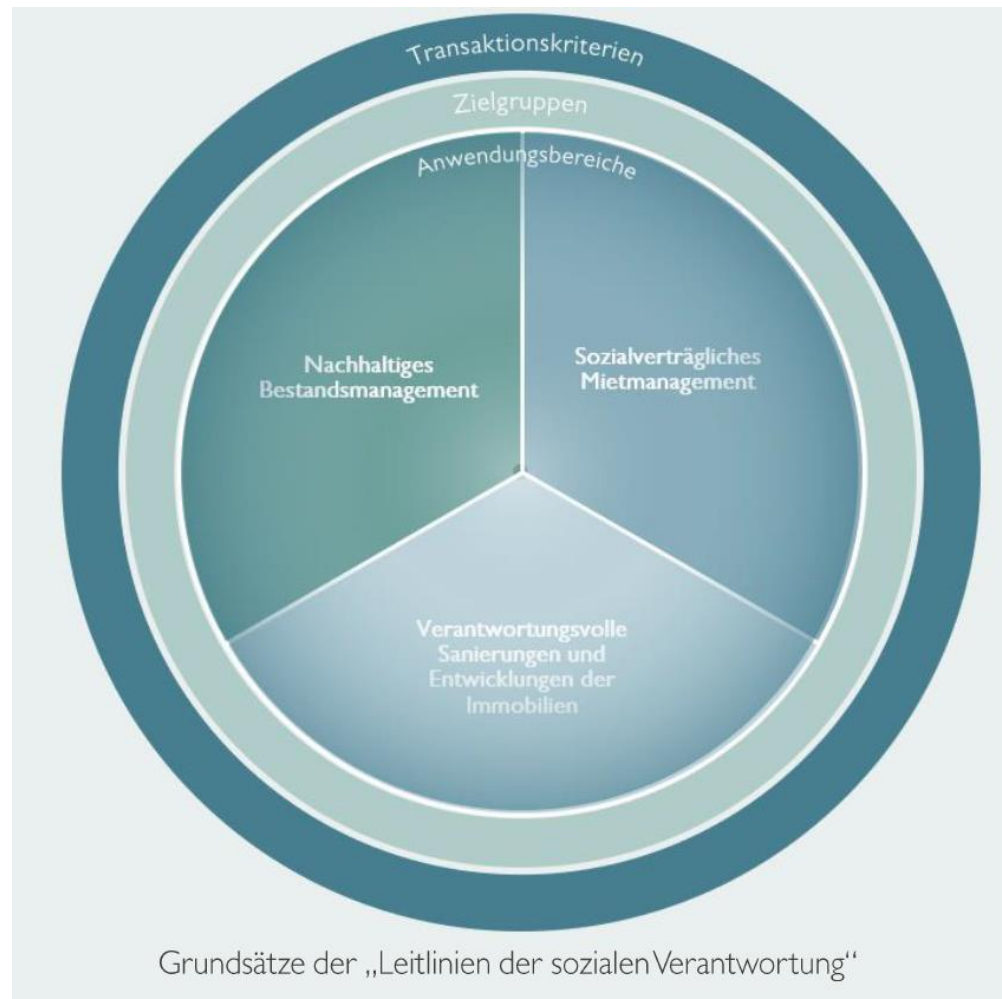 Transaktionskriterien
Zielgruppen
Anwendungsbereiche
Nachhaltiges
Bestandsmanagement
Sozialverträgliches
Mietmanagement
Verantwortungsvolle
Sanierungen und
Entwicklungen der
Immobilien
Grundsätze der „Leitlinien der sozialen Verantwortung“